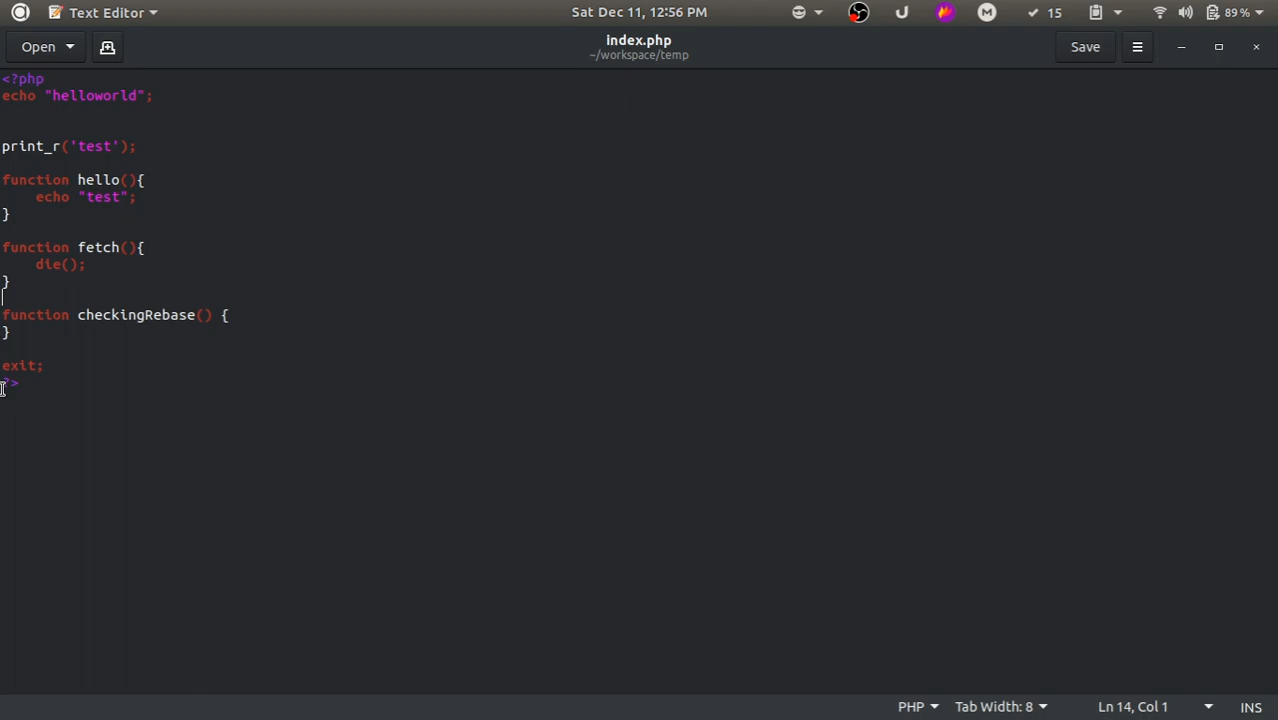 Text Editor
Sat Dec 11, 12:56 PM
15
89 %
Open
index.php
~/workspace/temp
Save
<?php
echo "helloworld";
print_r('test');
function hello(){
    echo "test";
}
function fetch(){
    die();
}
function checkingRebase() {
}
exit;
?>
PHP
Tab Width: 8
Ln 14, Col 1
INS